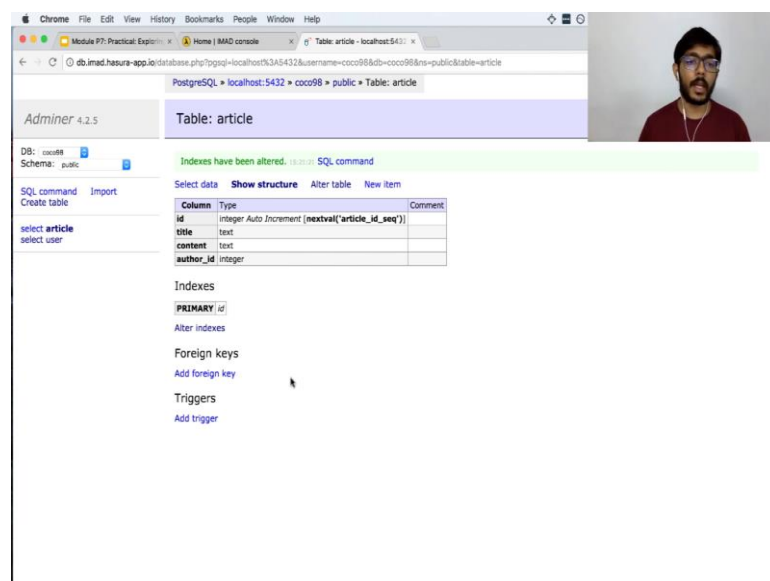 Chrome File Edit View History Bookmarks People Window Help
Module P7: Practical: Explorin x Home | IMAD console x Table: article - localhost:5432 x
db.imad.hasura-app.io/database.php?pgsql=localhost%3A5432&username=coco98&db=coco98&ns=public&table=article
PostgreSQL » localhost:5432 » coco98 » public » Table: article
Adminer 4.2.5
Table: article
DB: coco98
Schema: public
Indexes have been altered. SQL command
SQL command Import
Create table
select article
select user
Select data Show structure Alter table New item
Column Type Comment
id integer Auto Increment [nextval('article_id_seq')]
title text
content text
author_id integer
Indexes
PRIMARY id
Alter indexes
Foreign keys
Add foreign key
Triggers
Add trigger